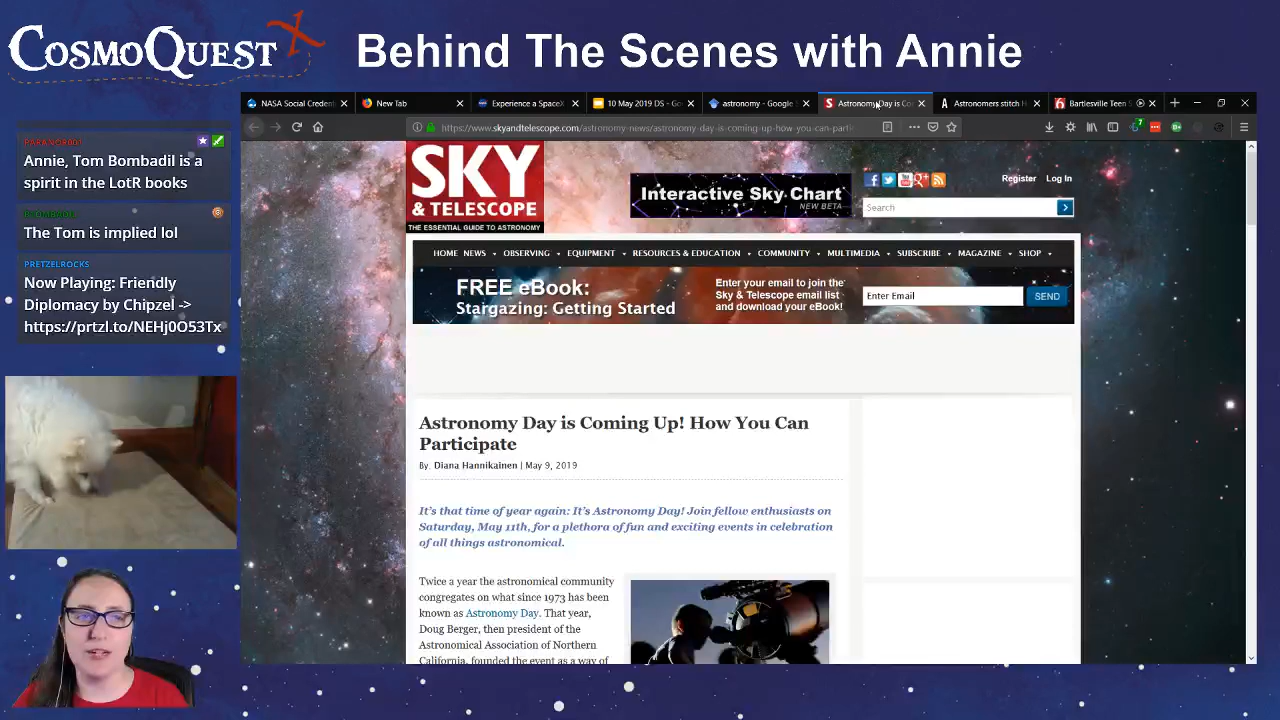 CosmoQuest X
Behind The Scenes with Annie
PARANOR001
Annie, Tom Bombadil is a
spirit in the LotR books
The Tom is implied lol
PRETZELROCKS
Now Playing: Friendly
Diplomacy by Chipzel ->
https://prtzl.to/NEHj0O53Tx
NASA Social Creden
New Tab
Experience a SpaceX
10 May 2019 DS - Go
astronomy - Google
Astronomy Day is Co
Astronomers stitch H
Bartlesville Teen S
https://www.skyandtelescope.com/astronomy-news/astronomy-day-is-coming-up-how-you-can-parti
7
SKY
& TELESCOPE
THE ESSENTIAL GUIDE TO ASTRONOMY
Interactive Sky Chart
NEW BETA
Register
Log In
Search
HOME NEWS OBSERVING EQUIPMENT RESOURCES & EDUCATION COMMUNITY MULTIMEDIA SUBSCRIBE MAGAZINE SHOP
FREE eBook:
Stargazing: Getting Started
Enter your email to join the
Sky & Telescope email list
and download your eBook!
Enter Email
SEND
Astronomy Day is Coming Up! How You Can
Participate
By: Diana Hannikainen | May 9, 2019
It's that time of year again: It's Astronomy Day! Join fellow enthusiasts on
Saturday, May 11th, for a plethora of fun and exciting events in celebration
of all things astronomical.
Twice a year the astronomical community
congregates on what since 1973 has been
known as Astronomy Day. That year,
Doug Berger, then president of the
Astronomical Association of Northern
California, founded the event as a way of